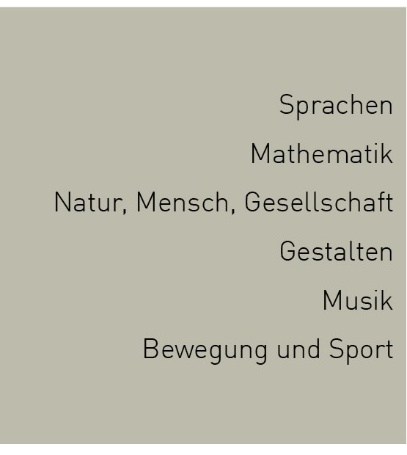 Sprachen
Mathematik
Natur, Mensch, Gesellschaft
Gestalten
Musik
Bewegung und Sport